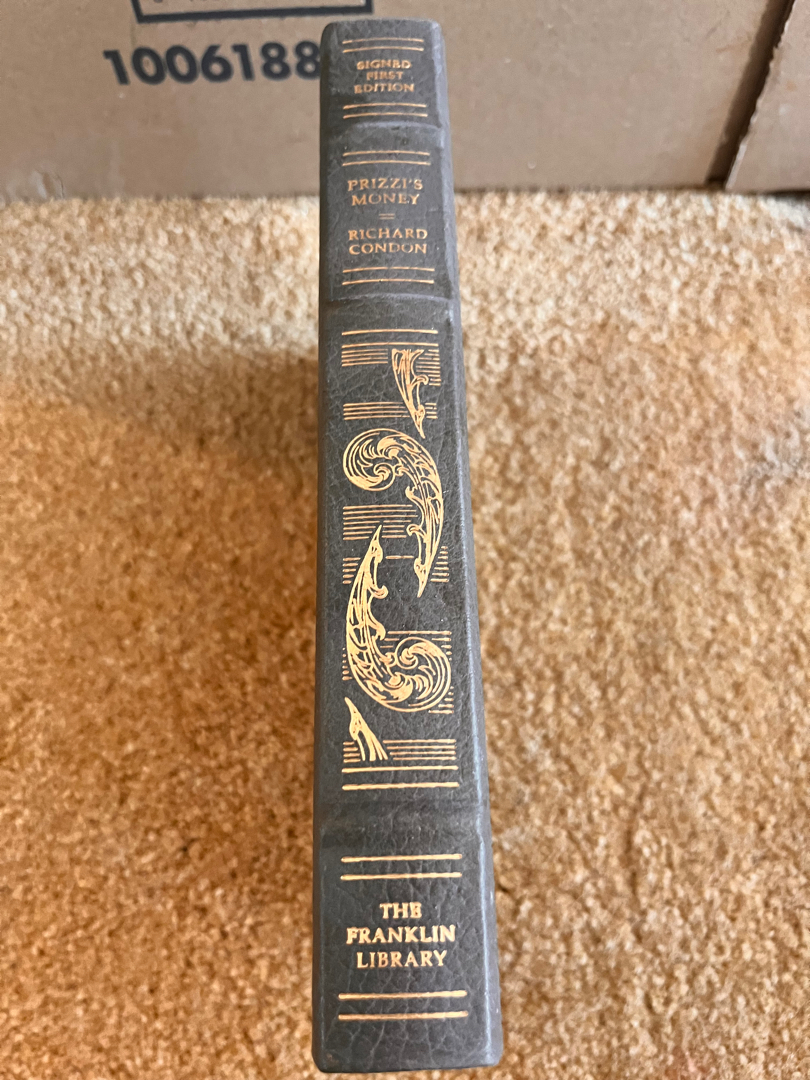 1006188
SIGNED
FIRST
EDITION
PRIZZI'S
MONEY
RICHARD
CONDON
THE
FRANKLIN
LIBRARY